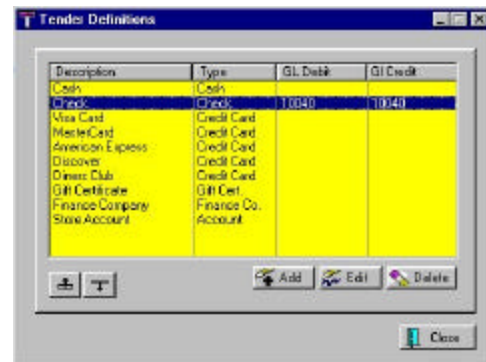 Tender Definitions
Description Type GL Debit Gl Credit
Cash Cash
Check Check 10040 10040
Visa Card Credit Card
MasterCard Credit Card
American Express Credit Card
Discover Credit Card
Diners Club Credit Card
Gift Certificate Gift Cert.
Finance Company Finance Co.
Store Account Account
Add Edit Delete
Close